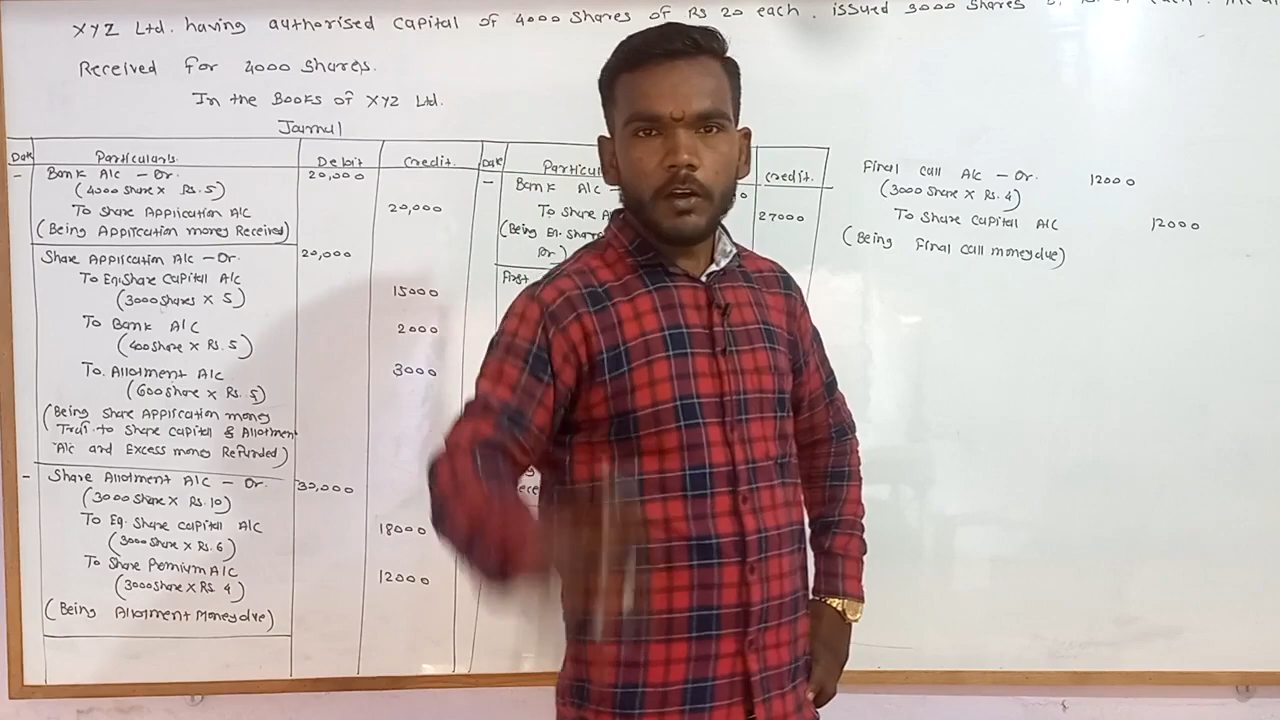 XYZ Ltd. having authorised capital of 4000 Shares of Rs 20 each. issued 3000 Shares
Received for 4000 Shares.
In the Books of XYZ Ltd.
Journal
Date Particulars Debit Credit.
- Bank A/C - Dr. 20,000
(4000 Share x Rs. 5)
To Share Application A/C 20,000
(Being Application money Received)
Share Application A/C - Dr. 20,000
To Eq. Share Capital A/C
(3000 Shares x 5) 15000
To Bank A/C 2000
(400 Share x Rs. 5)
To. Allotment A/C 3000
(600 Share x Rs. 5)
(Being Share Application money
Trai. to Share Capital & Allotment
A/c and Excess money Refunded)
- Share Allotment A/C - Dr. 30,000
(3000 Share x Rs. 10)
To Eq. Share Capital A/C 18000
(3000 Share x Rs. 6)
To Share Pemium A/C 12000
(3000 Share x Rs 4)
(Being Allotment Money due)
Date credit.
- Bank A/C -
To Share 27000
(Being En. Share
First
Final Call A/c - Dr. 12000
(3000 Share x Rs. 4)
To Share Capital A/C 12000
(Being Final Call money due)